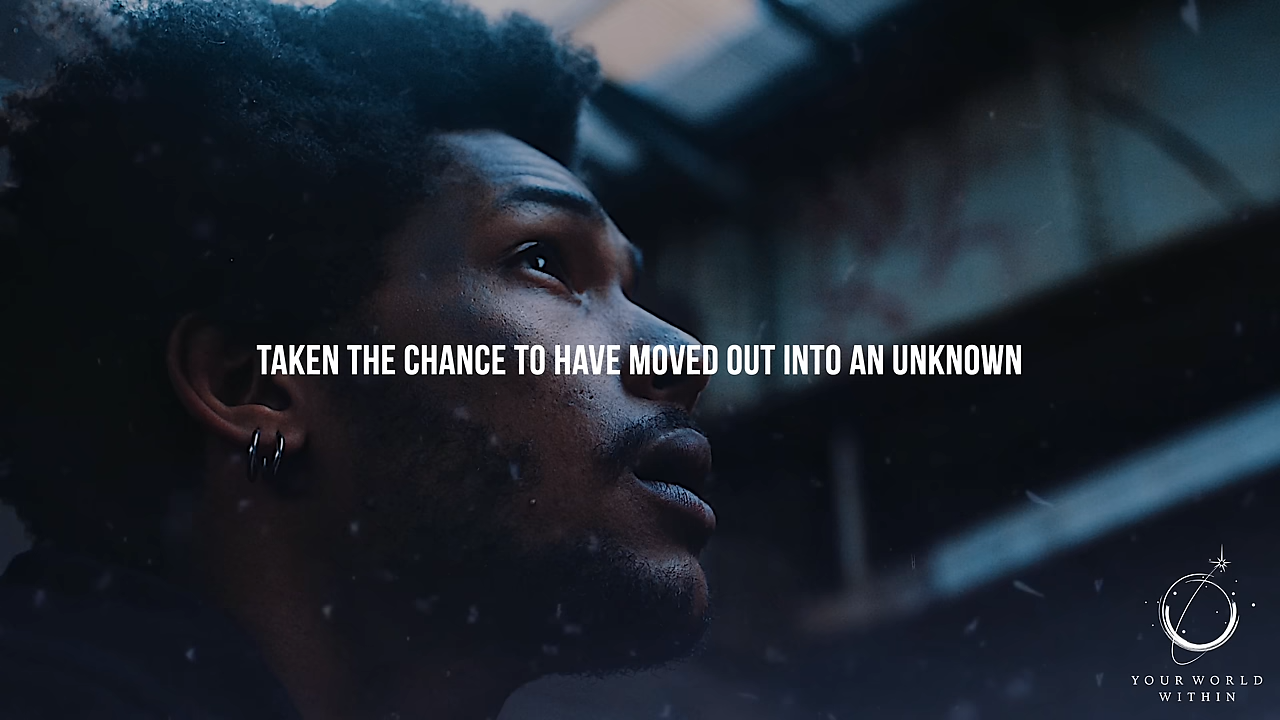 TAKEN THE CHANCE TO HAVE MOVED OUT INTO AN UNKNOWN
YOUR WORLD
WITHIN